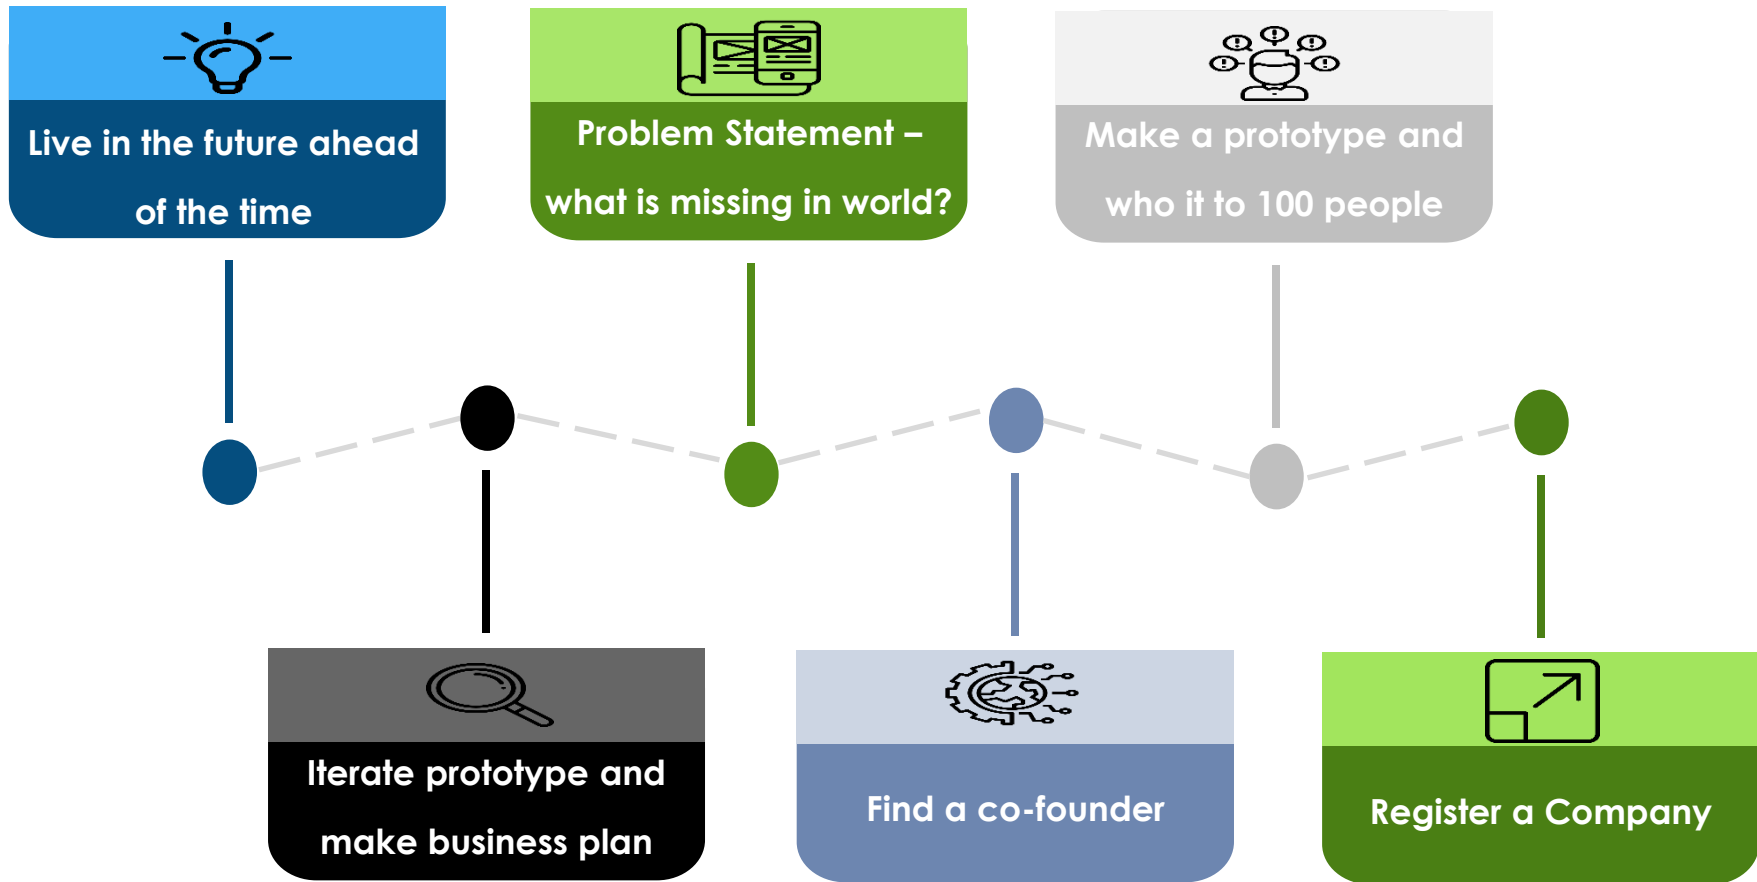 Live in the future ahead
of the time
Problem Statement –
what is missing in world?
Make a prototype and
who it to 100 people
Iterate prototype and
make business plan
Find a co-founder
Register a Company